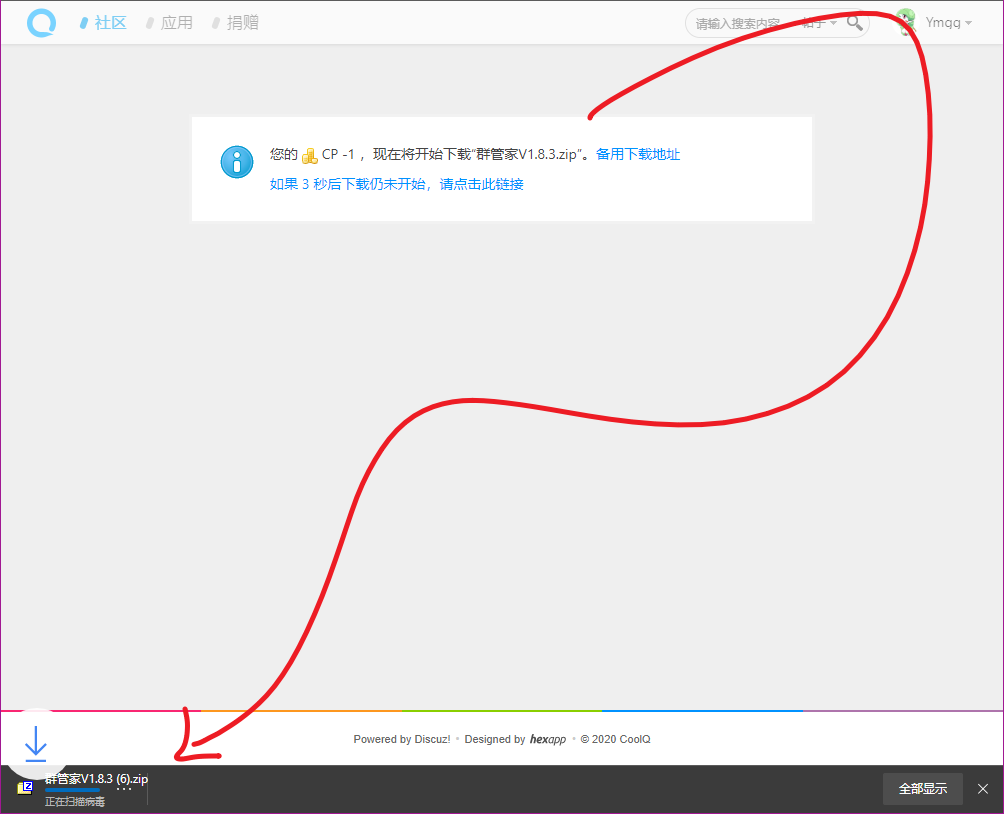 社区 应用 捐赠 请输入搜索内容 帖子 Ymqq
您的 CP -1 ，现在将开始下载“群管家V1.8.3.zip”。备用下载地址
如果 3 秒后下载仍未开始，请点击此链接
Powered by Discuz! • Designed by hexapp • © 2020 CoolQ
群管家V1.8.3 (6).zip
正在扫描病毒
全部显示